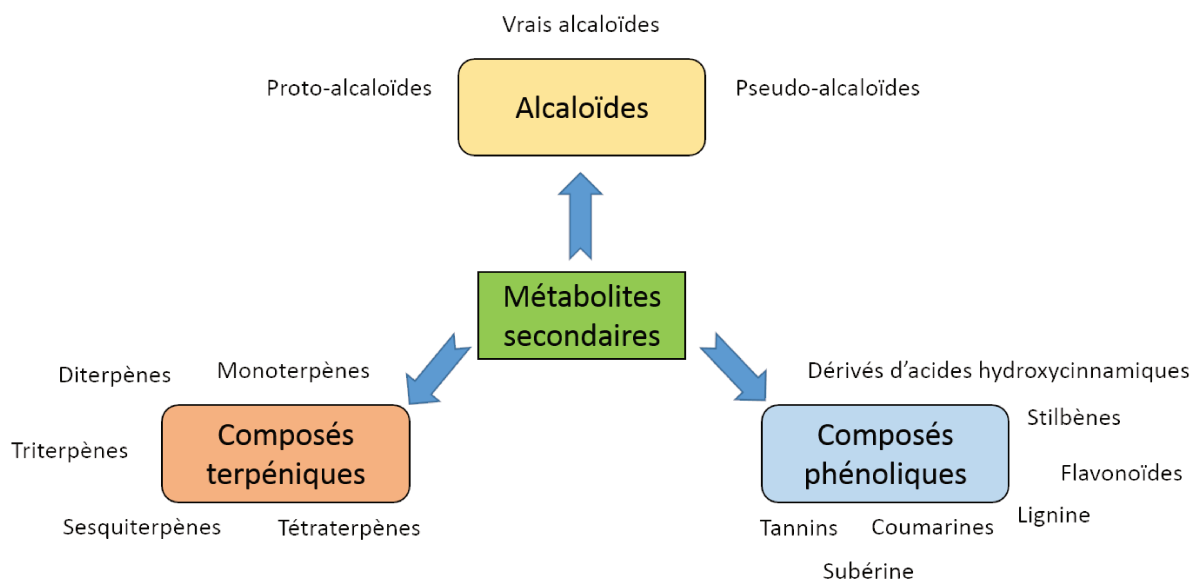 Vrais alcaloïdes
Proto-alcaloïdes
Alcaloïdes
Pseudo-alcaloïdes
Métabolites
secondaires
Diterpènes
Monoterpènes
Triterpènes
Composés
terpéniques
Sesquiterpènes
Tétraterpènes
Dérivés d'acides hydroxycinnamiques
Stilbènes
Composés
phénoliques
Flavonoïdes
Lignine
Tannins
Coumarines
Subérine